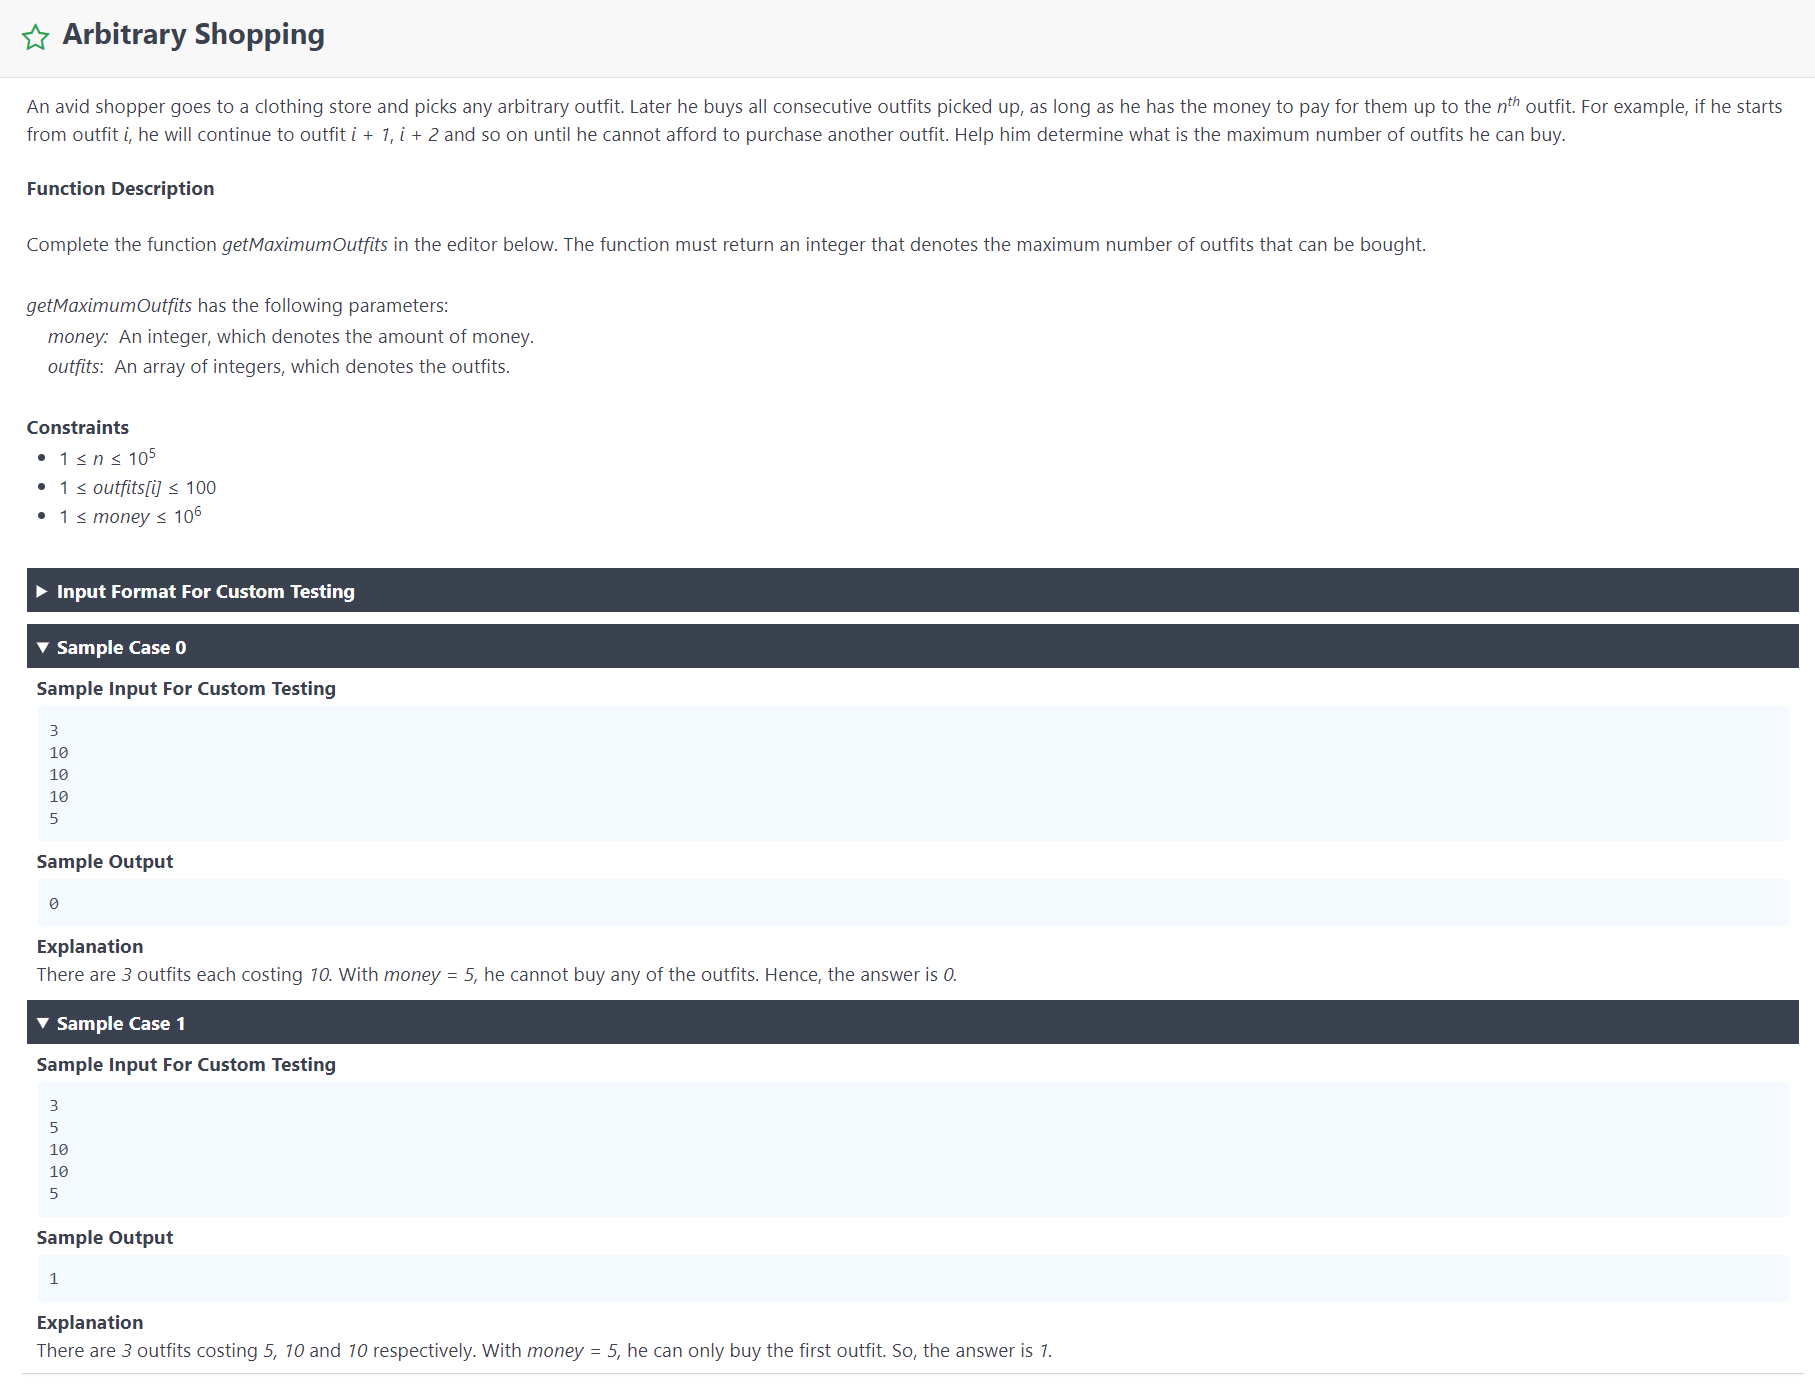 Arbitrary Shopping
An avid shopper goes to a clothing store and picks any arbitrary outfit. Later he buys all consecutive outfits picked up, as long as he has the money to pay for them up to the nth outfit. For example, if he starts
from outfit i, he will continue to outfit i + 1, i + 2 and so on until he cannot afford to purchase another outfit. Help him determine what is the maximum number of outfits he can buy.
Function Description
Complete the function getMaximumOutfits in the editor below. The function must return an integer that denotes the maximum number of outfits that can be bought.
getMaximumOutfits has the following parameters:
money: An integer, which denotes the amount of money.
outfits: An array of integers, which denotes the outfits.
Constraints
• 1 ≤ n ≤ 10⁵
• 1 ≤ outfits[i] ≤ 100
• 1 ≤ money ≤ 10⁶
▶ Input Format For Custom Testing
▼ Sample Case 0
Sample Input For Custom Testing
3
10
10
10
5
Sample Output
0
Explanation
There are 3 outfits each costing 10. With money = 5, he cannot buy any of the outfits. Hence, the answer is 0.
▼ Sample Case 1
Sample Input For Custom Testing
3
5
10
10
5
Sample Output
1
Explanation
There are 3 outfits costing 5, 10 and 10 respectively. With money = 5, he can only buy the first outfit. So, the answer is 1.